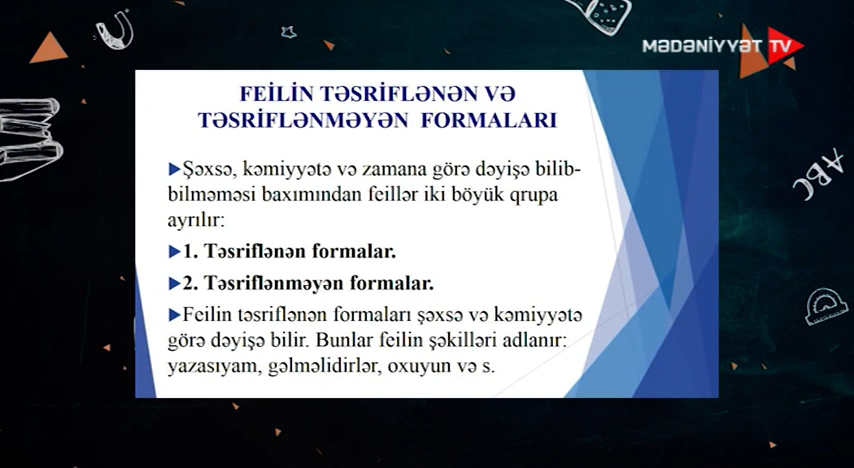 MƏDƏNİYYƏT TV
FEİLİN TƏSRİFLƏNƏN VƏ
TƏSRİFLƏNMƏYƏN FORMALARI
Şəxsə, kəmiyyətə və zamana görə dəyişə bilib-
bilməməsi baxımından feillər iki böyük qrupa
ayrılır:
1. Təsriflənən formalar.
2. Təsriflənməyən formalar.
Feilin təsriflənən formaları şəxsə və kəmiyyətə
görə dəyişə bilir. Bunlar feilin şəkilləri adlanır:
yazasıyam, gəlməlidirlər, oxuyun və s.
ABC